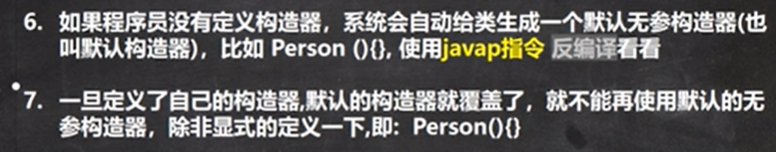 6. 如果程序员没有定义构造器，系统会自动给类生成一个默认无参构造器(也
叫默认构造器)，比如 Person (){}, 使用javap指令 反编译看看
7. 一旦定义了自己的构造器,默认的构造器就覆盖了，就不能再使用默认的无
参构造器，除非显式的定义一下,即: Person(){}